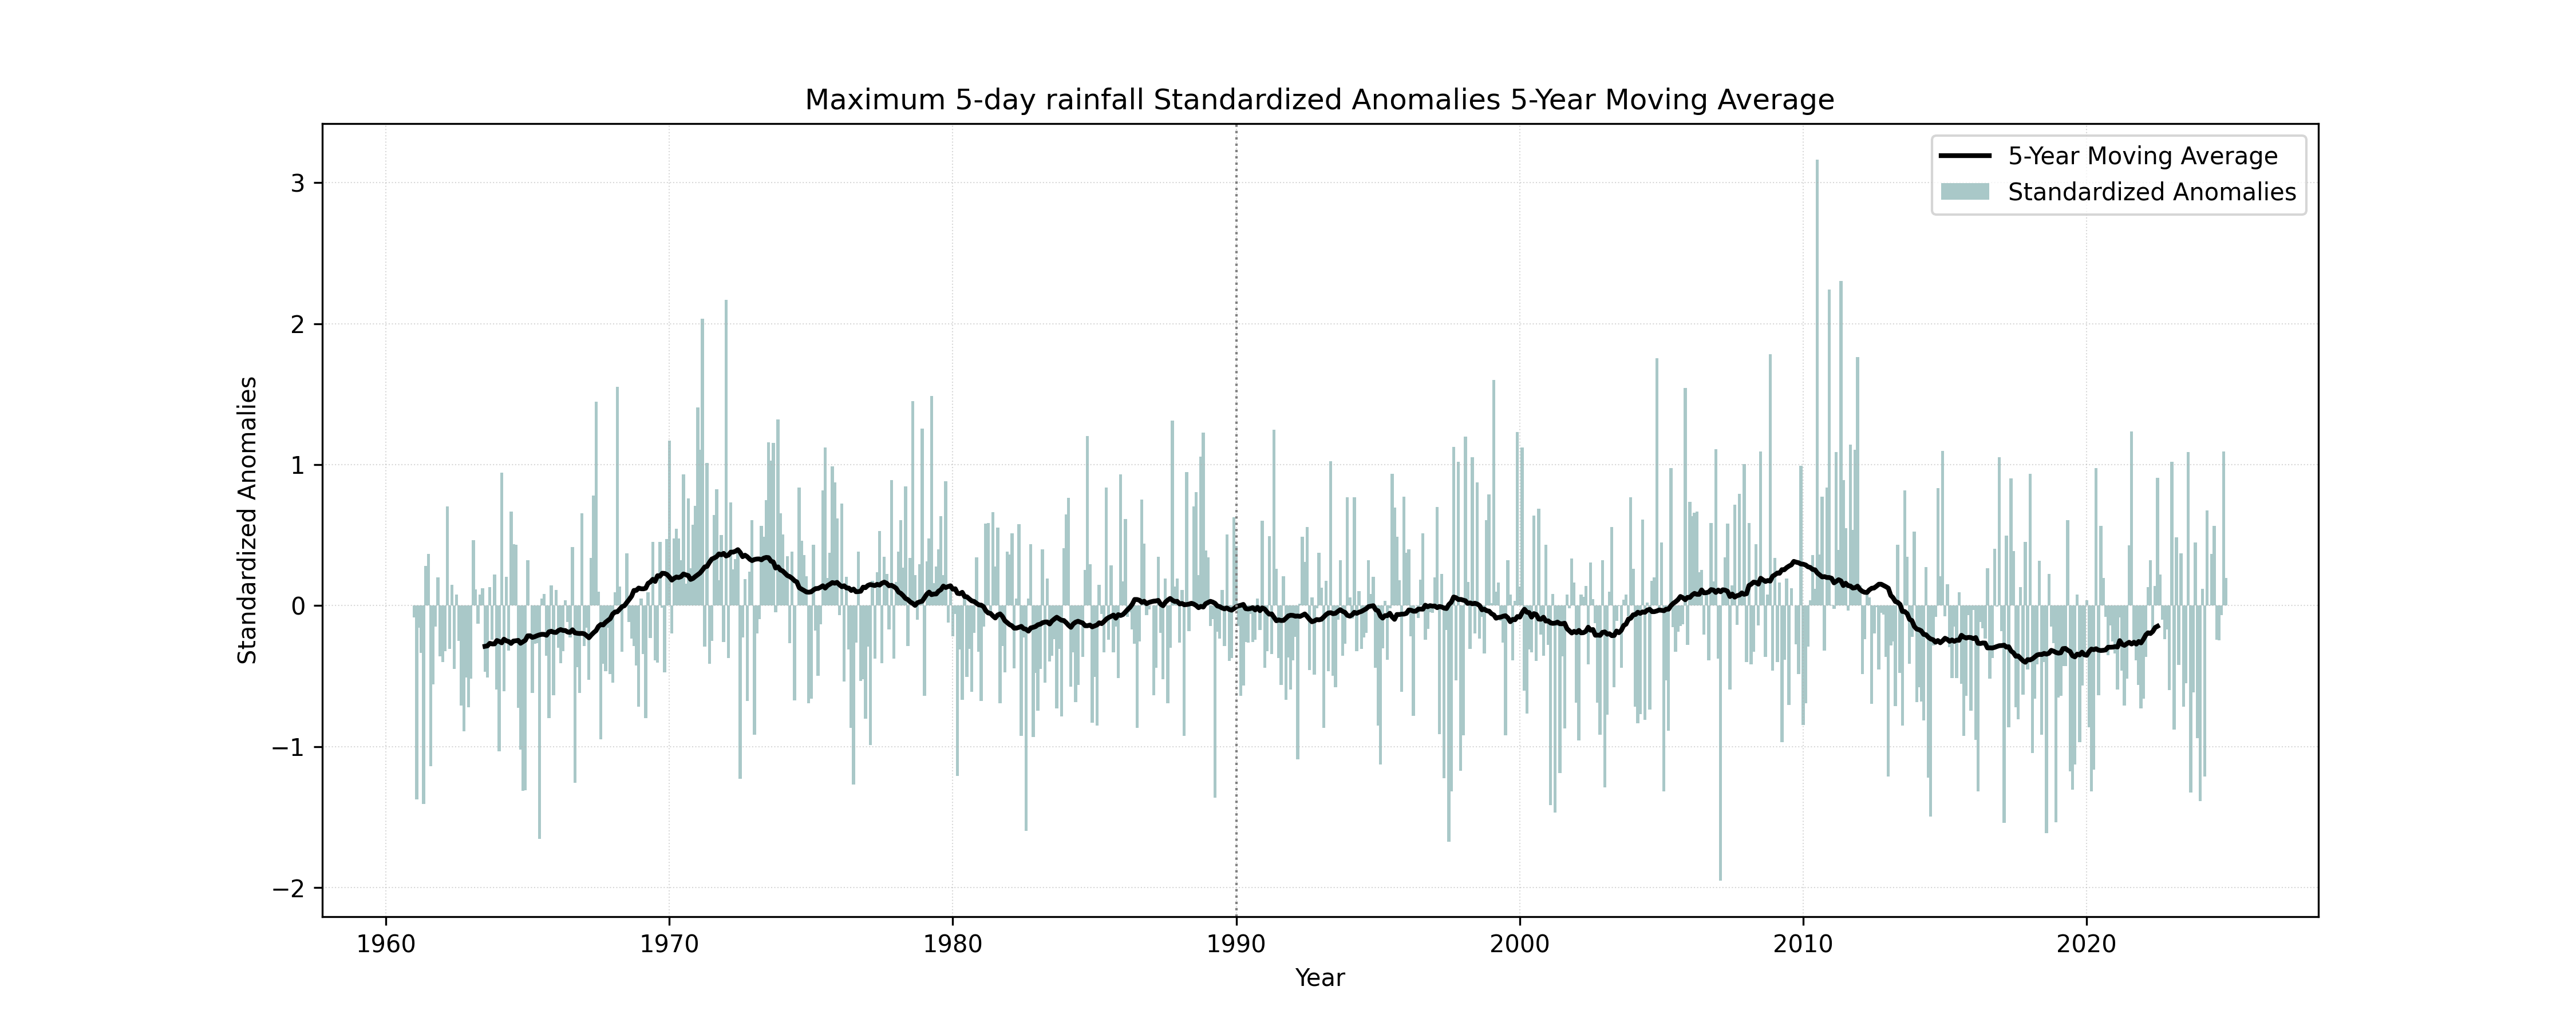 Maximum 5-day rainfall Standardized Anomalies 5-Year Moving Average
5-Year Moving Average
Standardized Anomalies
3
2
1
0
−1
−2
Standardized Anomalies
1960 1970 1980 1990 2000 2010 2020
Year